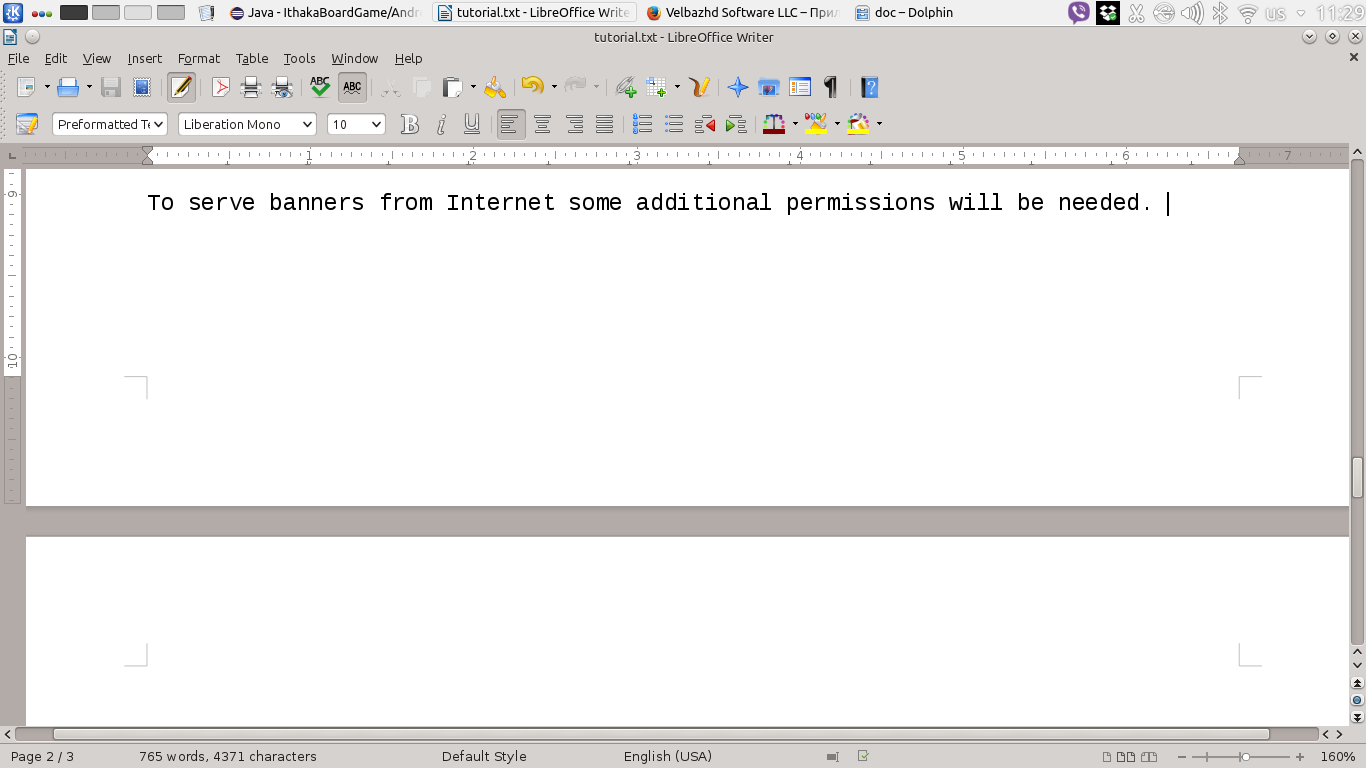 Java - IthakaBoardGame/Andr
tutorial.txt - LibreOffice Write
Velbazhd Software LLC – При
doc – Dolphin
us
11:29
tutorial.txt - LibreOffice Writer
File Edit View Insert Format Table Tools Window Help
ABC ABC
Preformatted Te Liberation Mono 10 B i U
1 2 3 4 5 6 7
9
To serve banners from Internet some additional permissions will be needed.
10
Page 2 / 3 765 words, 4371 characters Default Style English (USA) 160%